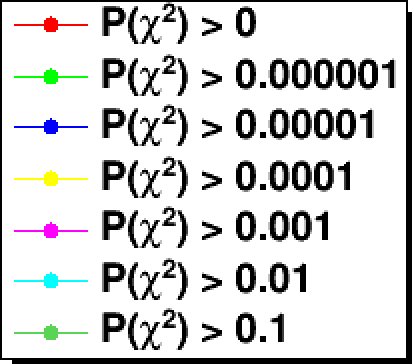 P(χ²) > 0
P(χ²) > 0.000001
P(χ²) > 0.00001
P(χ²) > 0.0001
P(χ²) > 0.001
P(χ²) > 0.01
P(χ²) > 0.1